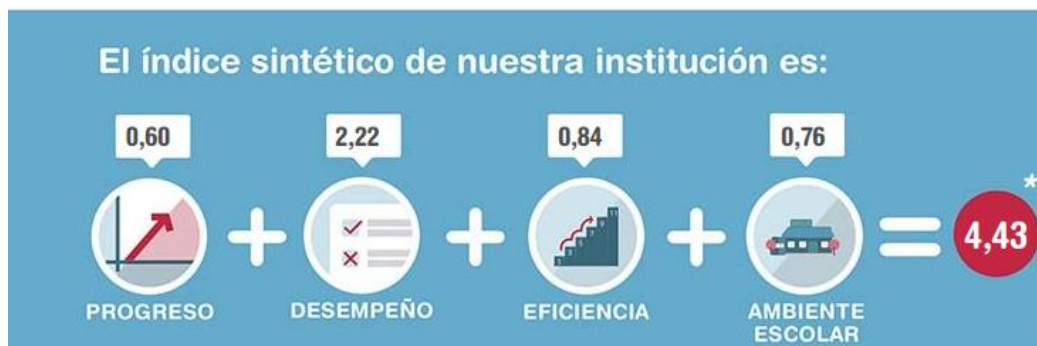 El índice sintético de nuestra institución es:
0,60 2,22 0,84 0,76
+ + + = 4,43 *
PROGRESO DESEMPEÑO EFICIENCIA AMBIENTE
ESCOLAR